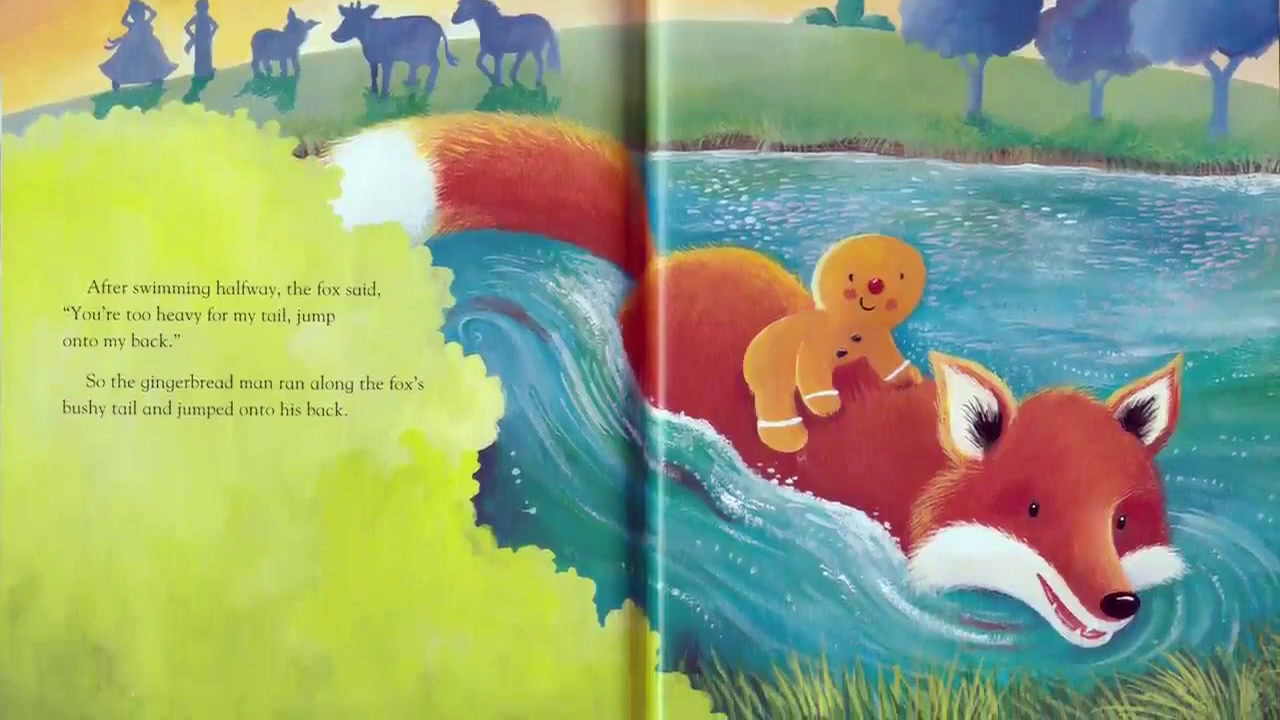 After swimming halfway, the fox said,
“You’re too heavy for my tail, jump
onto my back.”
So the gingerbread man ran along the fox’s
bushy tail and jumped onto his back.